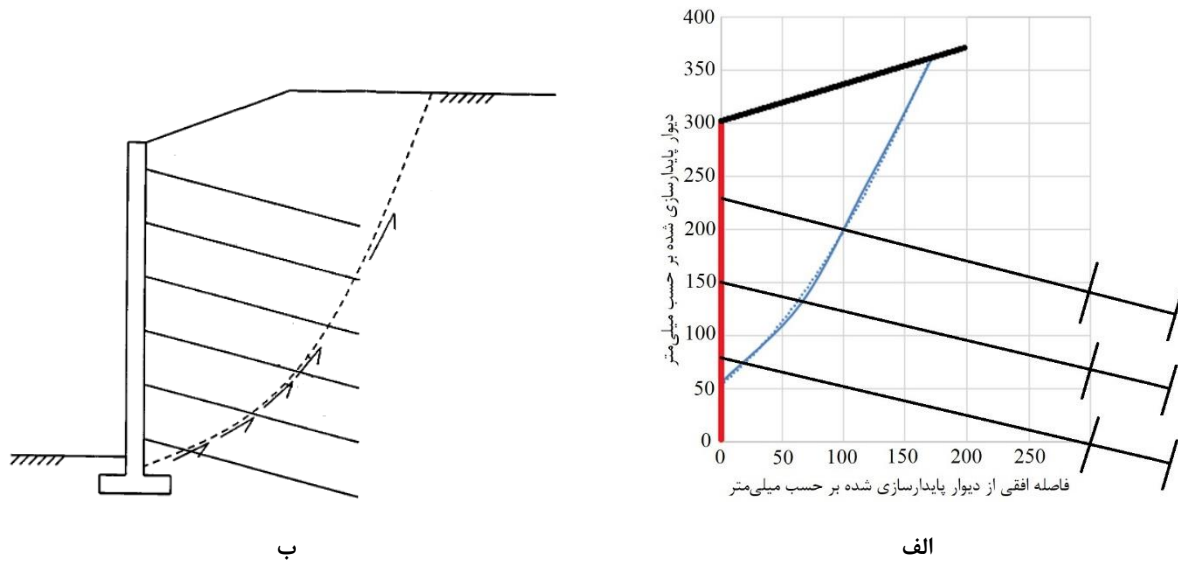 400
350
300
250
200
150
100
50
0
دیوار پایدارسازی شده بر حسب میلی‌متر
0 50 100 150 200 250
فاصله افقی از دیوار پایدارسازی شده بر حسب میلی‌متر
الف
ب